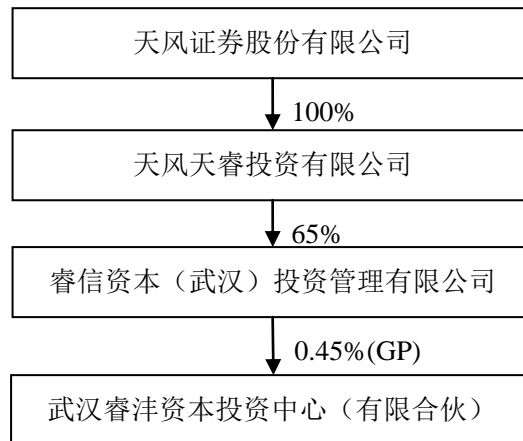 天风证券股份有限公司
100%
天风天睿投资有限公司
65%
睿信资本（武汉）投资管理有限公司
0.45%(GP)
武汉睿沣资本投资中心（有限合伙）